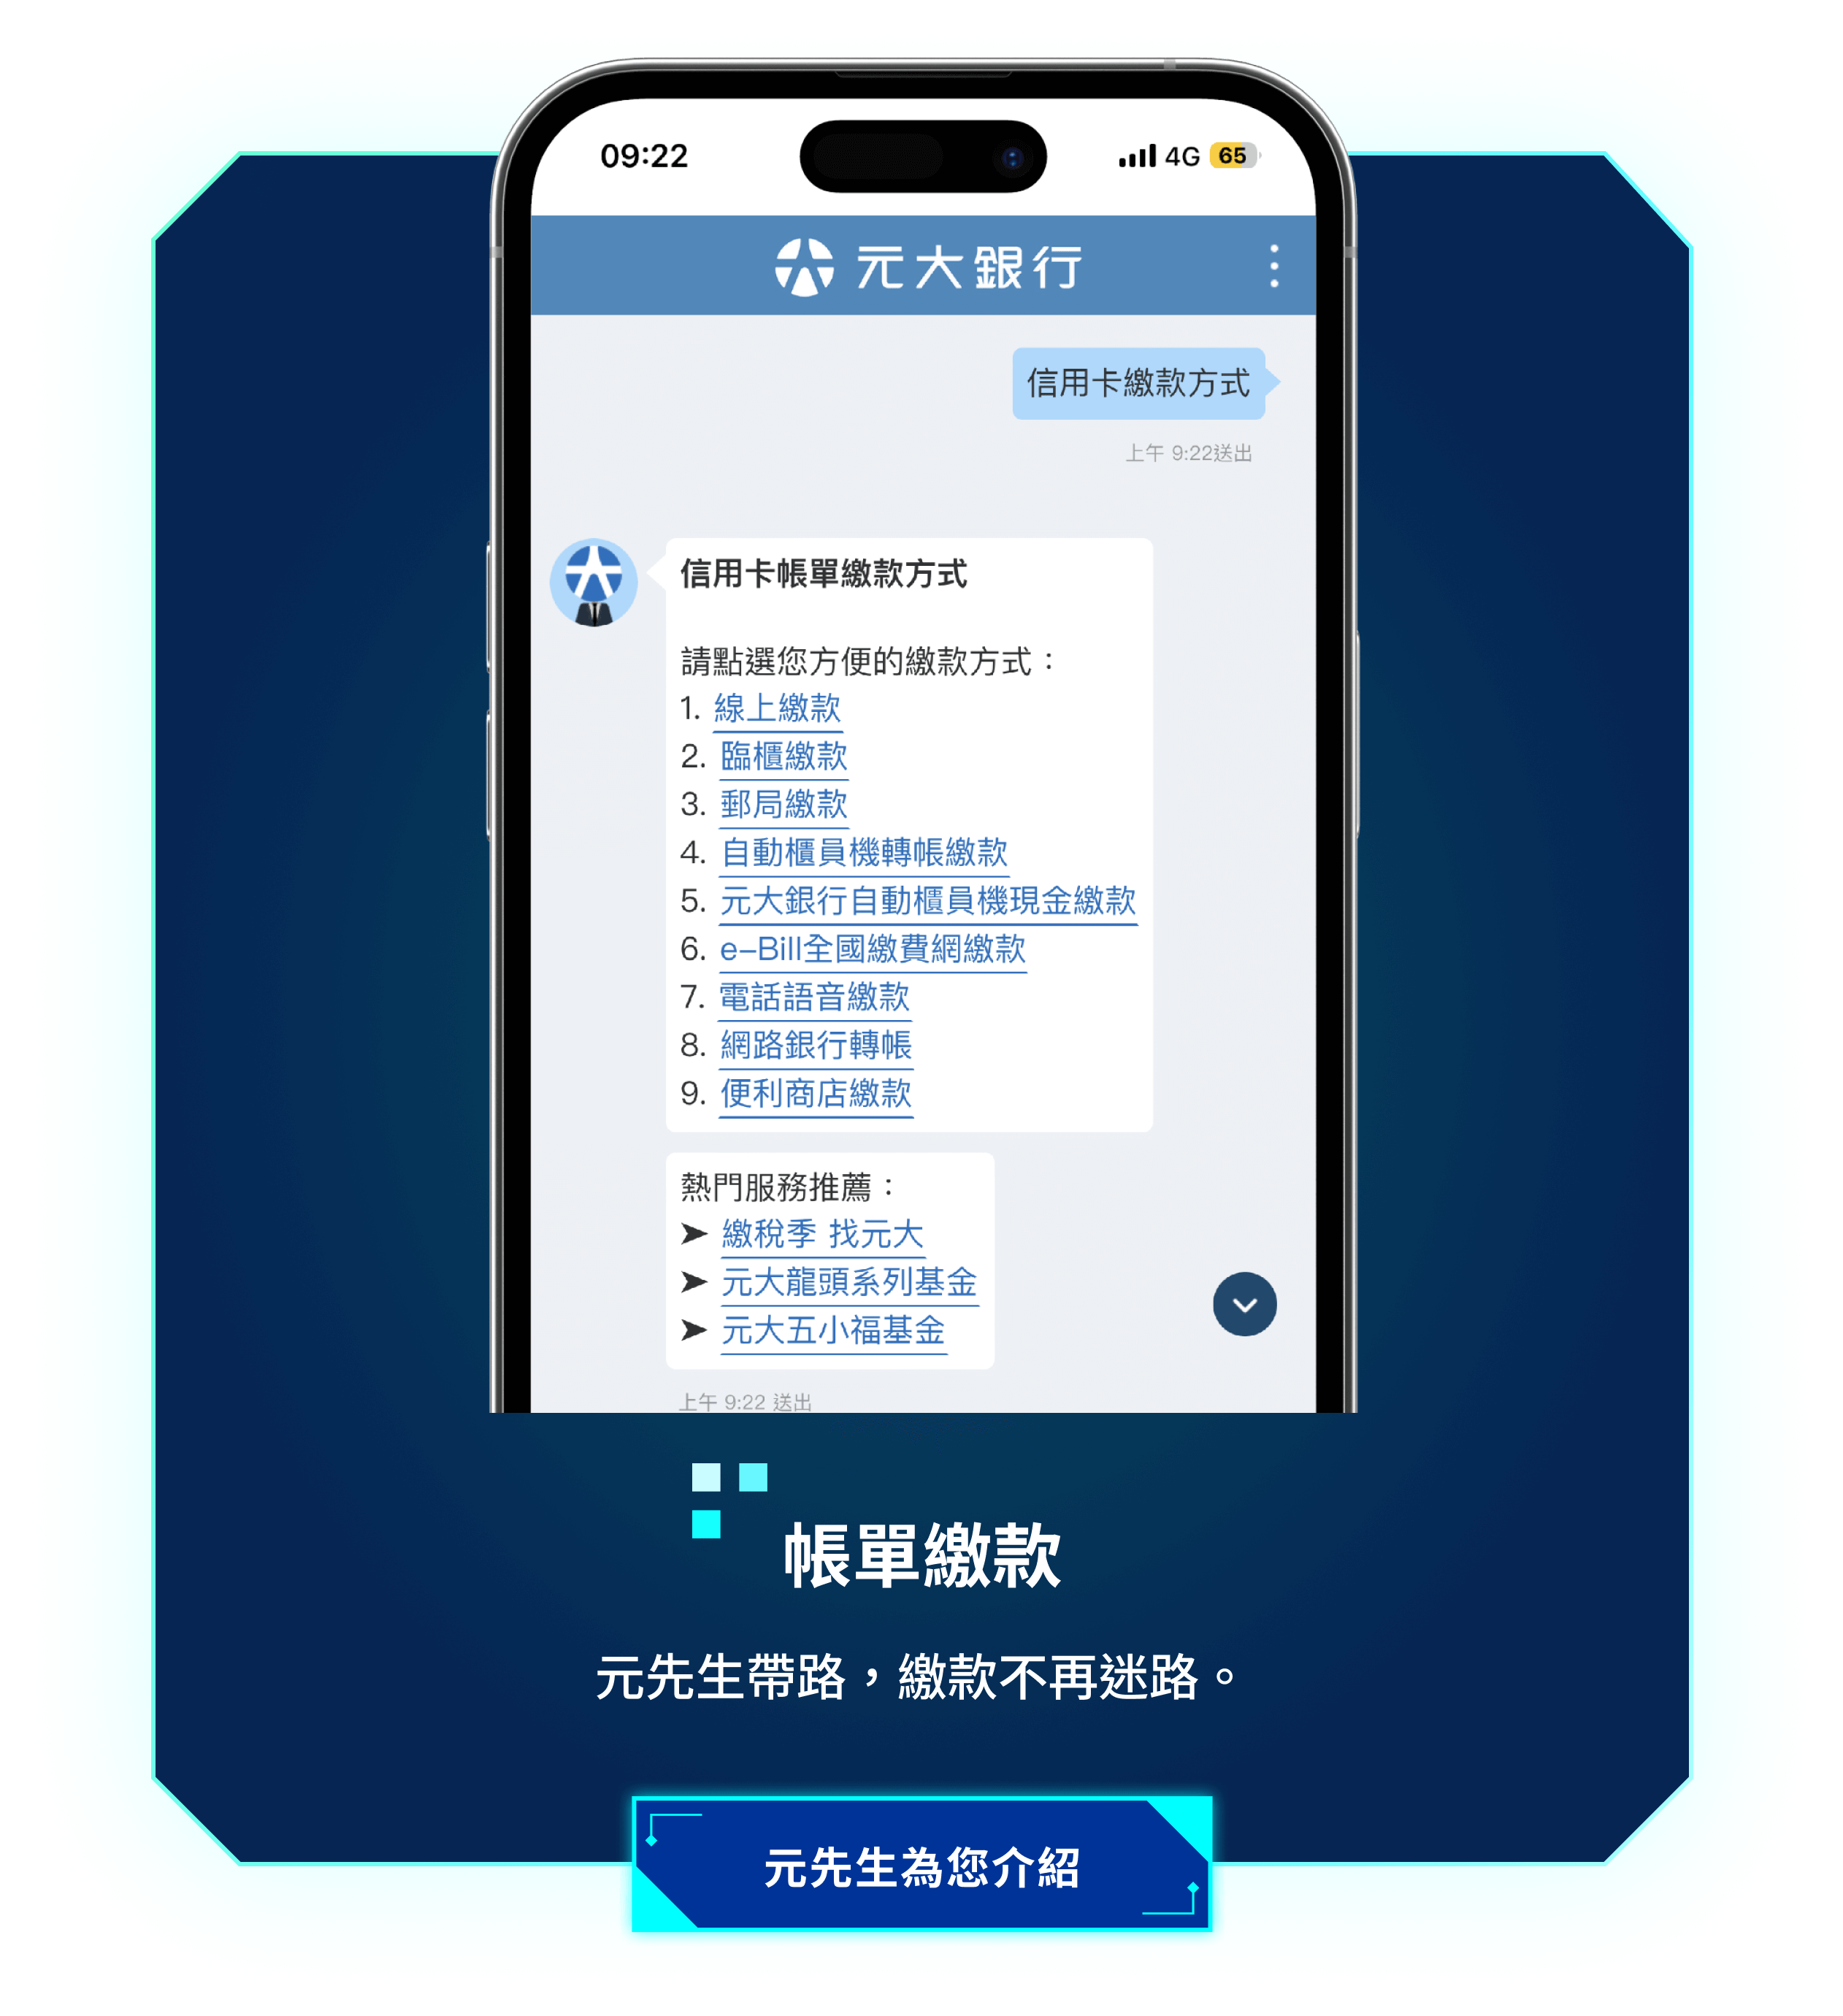 09:22
4G 65
元大銀行
信用卡繳款方式
上午 9:22送出
信用卡帳單繳款方式
請點選您方便的繳款方式：
1. 線上繳款
2. 臨櫃繳款
3. 郵局繳款
4. 自動櫃員機轉帳繳款
5. 元大銀行自動櫃員機現金繳款
6. e-Bill全國繳費網繳款
7. 電話語音繳款
8. 網路銀行轉帳
9. 便利商店繳款
熱門服務推薦：
➤ 繳稅季 找元大
➤ 元大龍頭系列基金
➤ 元大五小福基金
上午 9:22 送出
帳單繳款
元先生帶路，繳款不再迷路。
元先生為您介紹